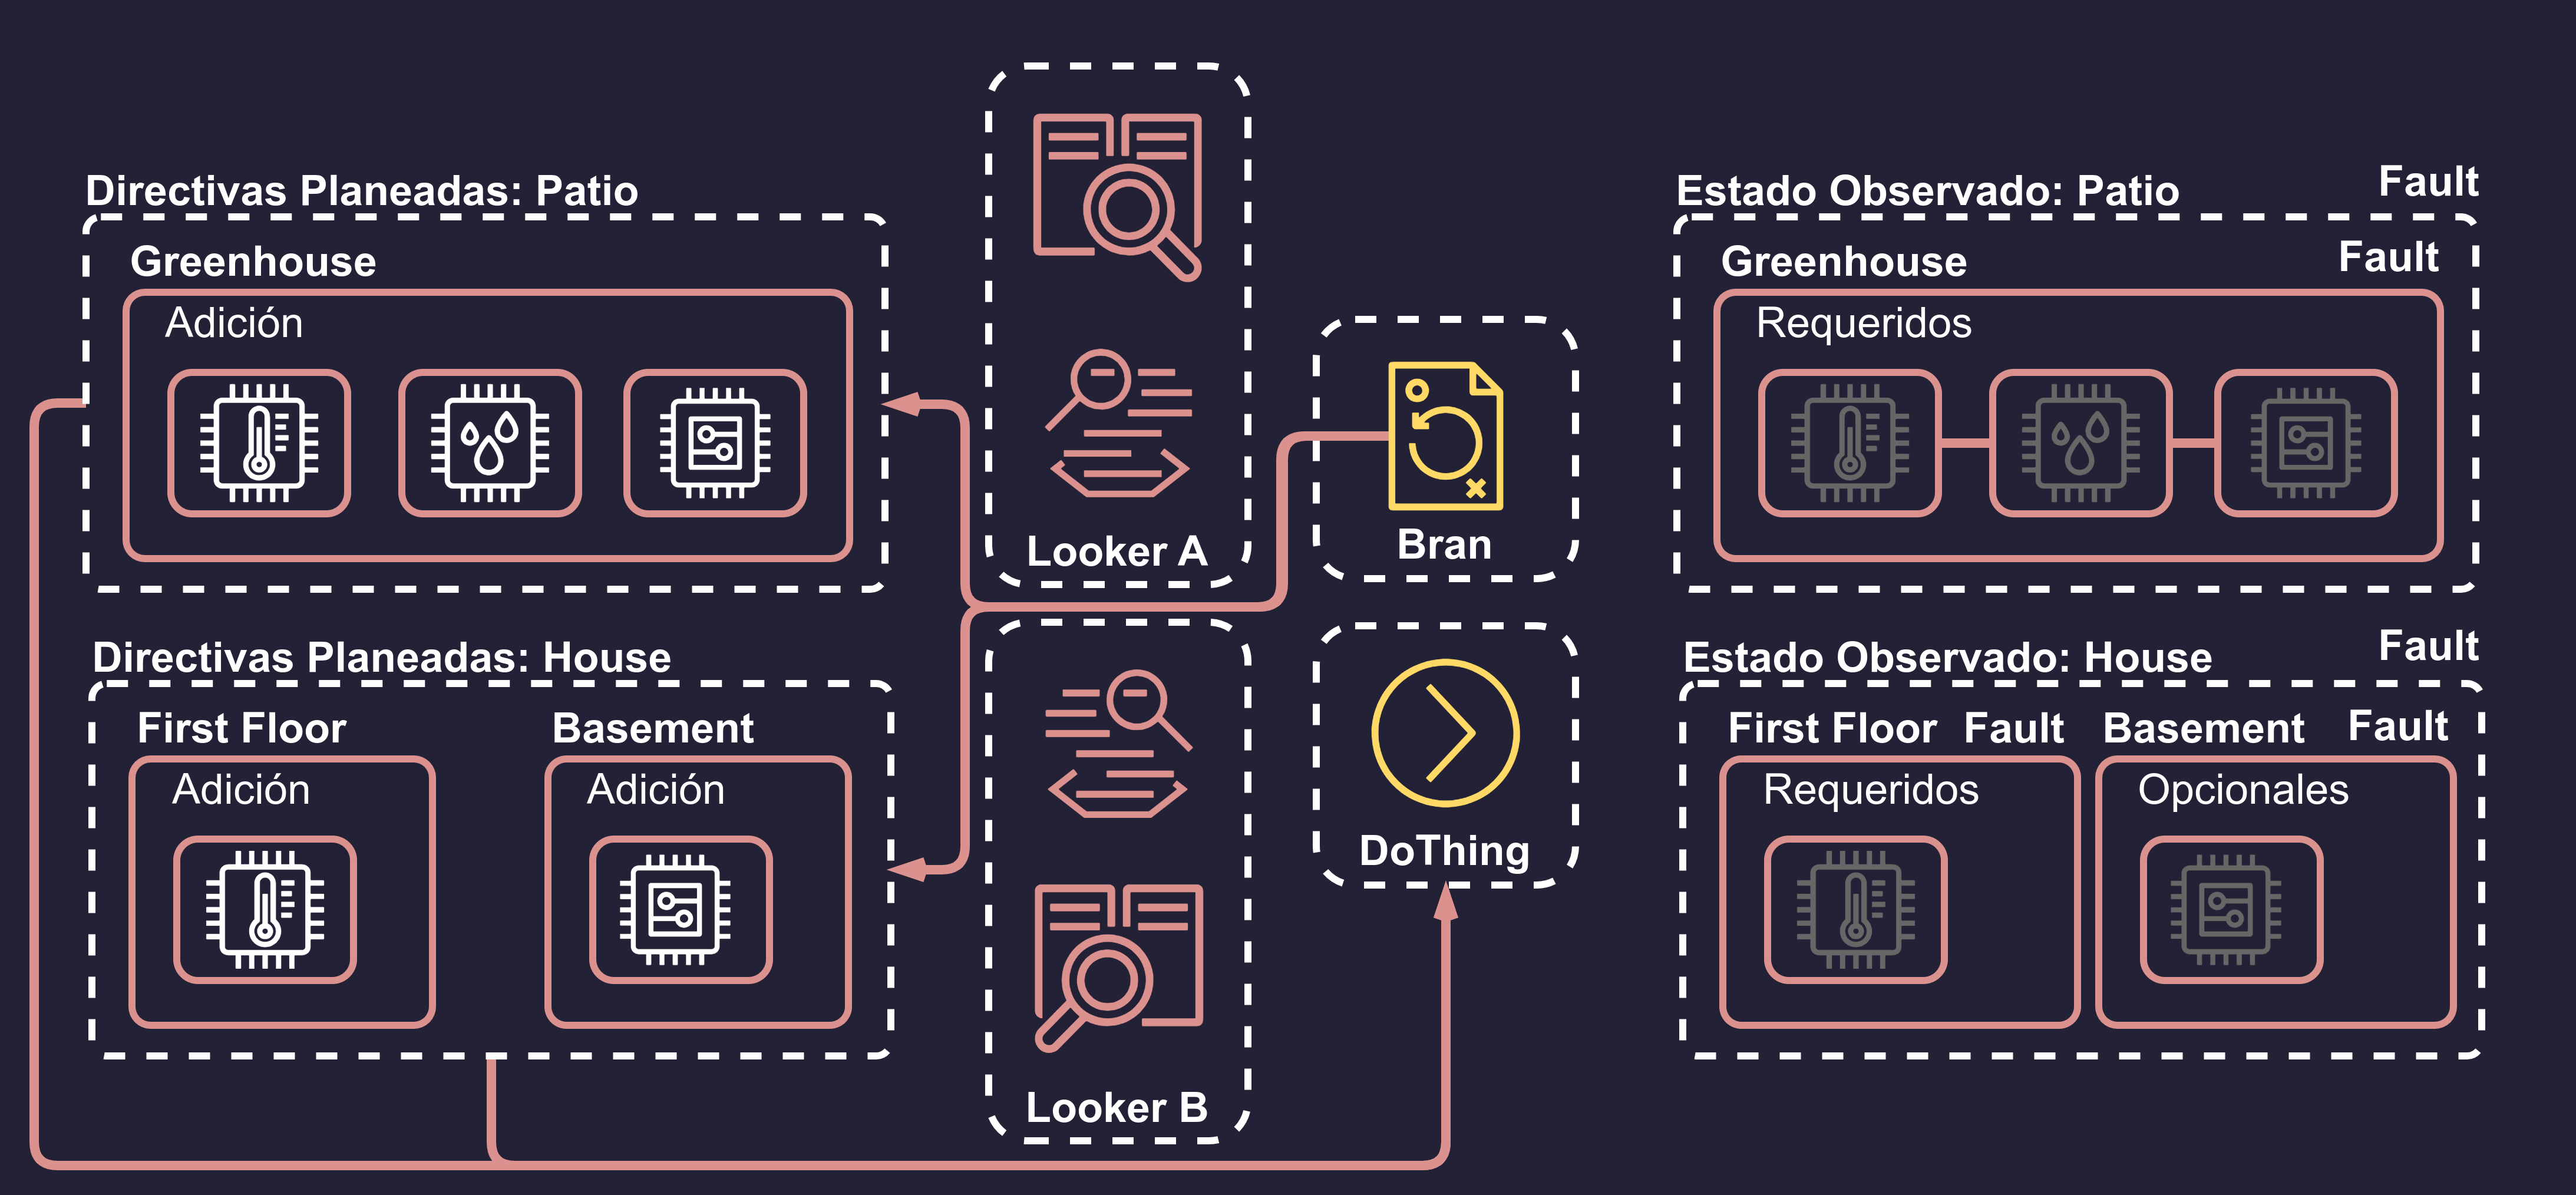 Directivas Planeadas: Patio
Greenhouse
Adición
Directivas Planeadas: House
First Floor
Adición
Basement
Adición
Looker A
Looker B
Bran
DoThing
Estado Observado: Patio
Fault
Greenhouse
Fault
Requeridos
Estado Observado: House
Fault
First Floor
Fault
Requeridos
Basement
Fault
Opcionales